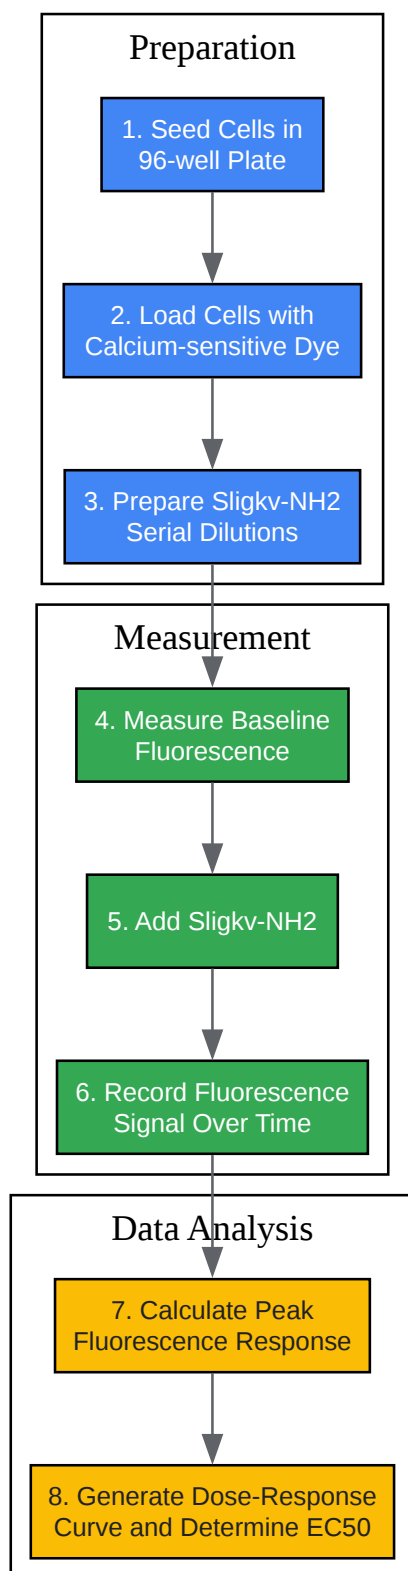 Preparation
1. Seed Cells in
96-well Plate
2. Load Cells with
Calcium-sensitive Dye
3. Prepare Sligkv-NH2
Serial Dilutions
Measurement
4. Measure Baseline
Fluorescence
5. Add Sligkv-NH2
6. Record Fluorescence
Signal Over Time
Data Analysis
7. Calculate Peak
Fluorescence Response
8. Generate Dose-Response
Curve and Determine EC50